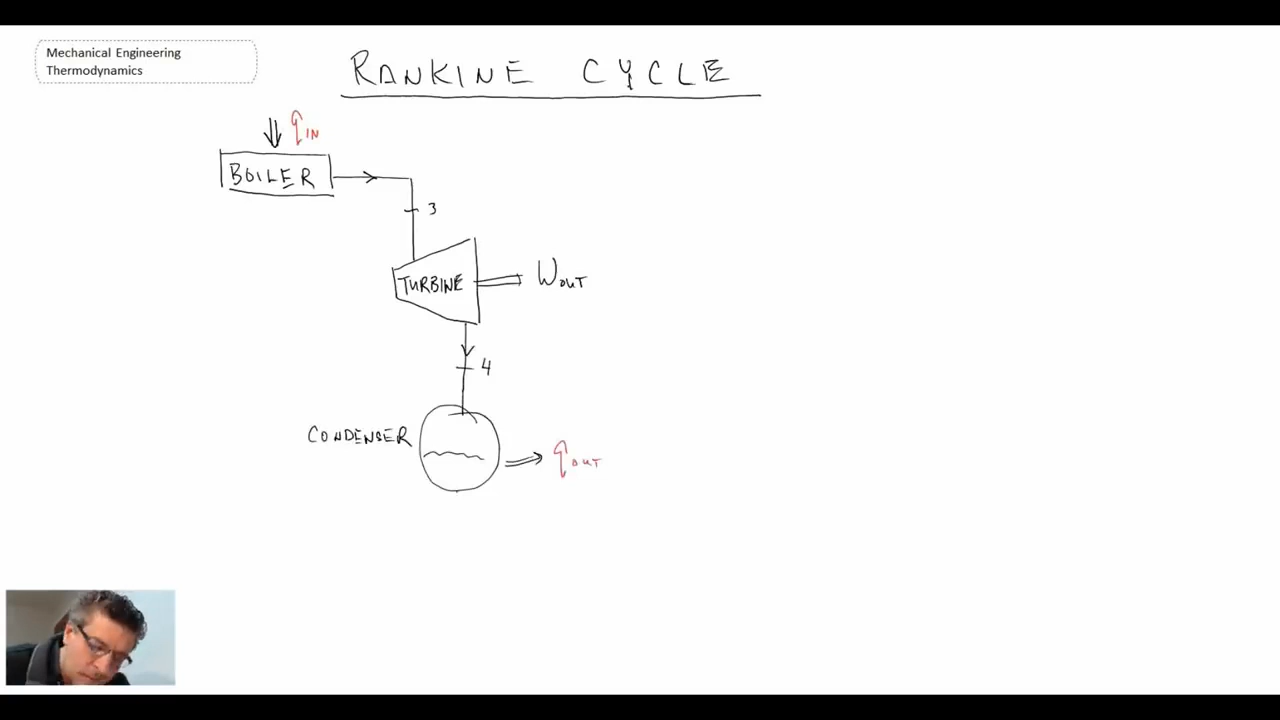 Mechanical Engineering
Thermodynamics
RANKINE CYCLE
qIN
BOILER
3
TURBINE
WOUT
4
CONDENSER
qOUT